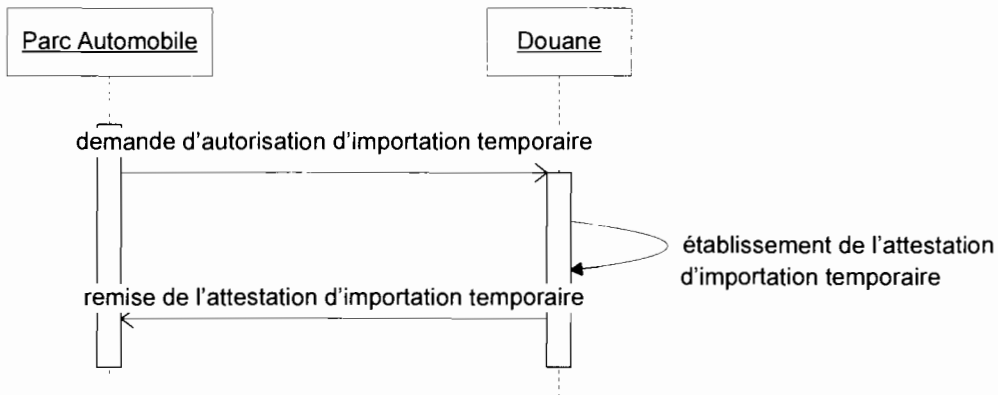 Parc Automobile
Douane
demande d'autorisation d'importation temporaire
établissement de l'attestation
d'importation temporaire
remise de l'attestation d'importation temporaire